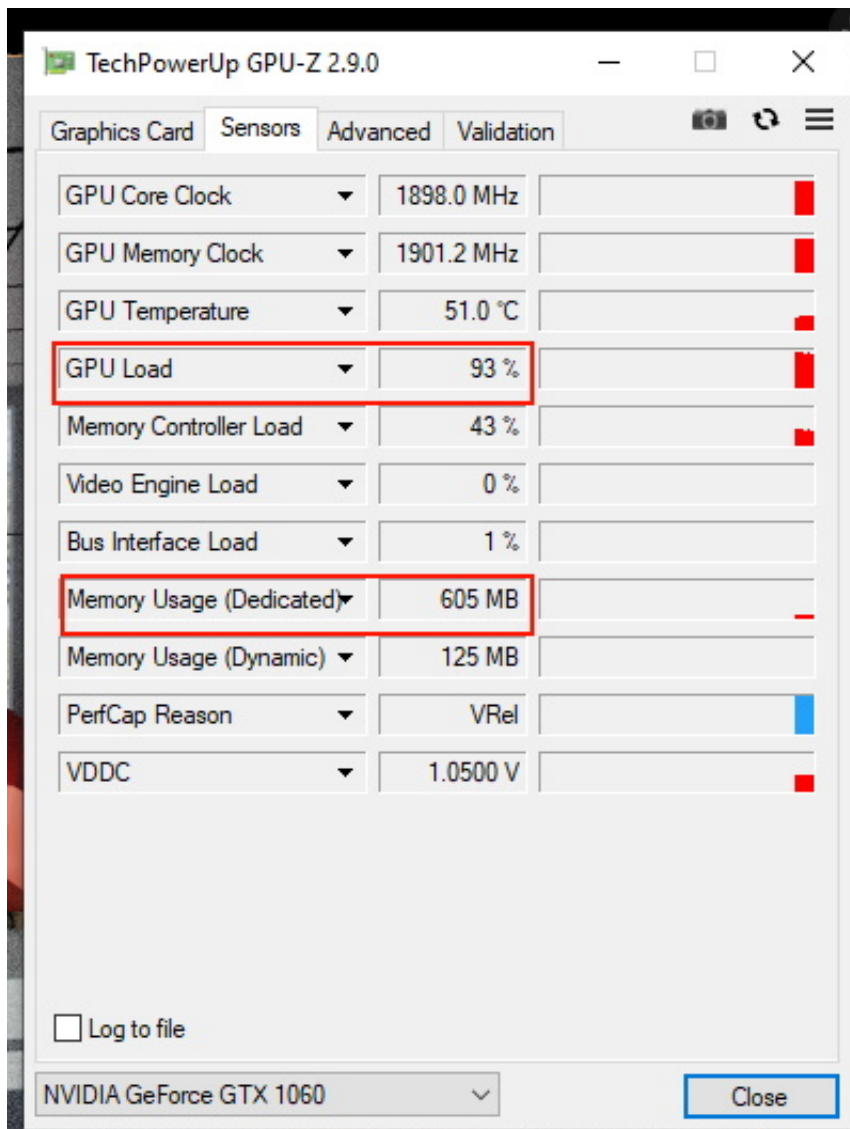 TechPowerUp GPU-Z 2.9.0
Graphics Card Sensors Advanced Validation
GPU Core Clock 1898.0 MHz
GPU Memory Clock 1901.2 MHz
GPU Temperature 51.0 °C
GPU Load 93 %
Memory Controller Load 43 %
Video Engine Load 0 %
Bus Interface Load 1 %
Memory Usage (Dedicated) 605 MB
Memory Usage (Dynamic) 125 MB
PerfCap Reason VRel
VDDC 1.0500 V
Log to file
NVIDIA GeForce GTX 1060 Close